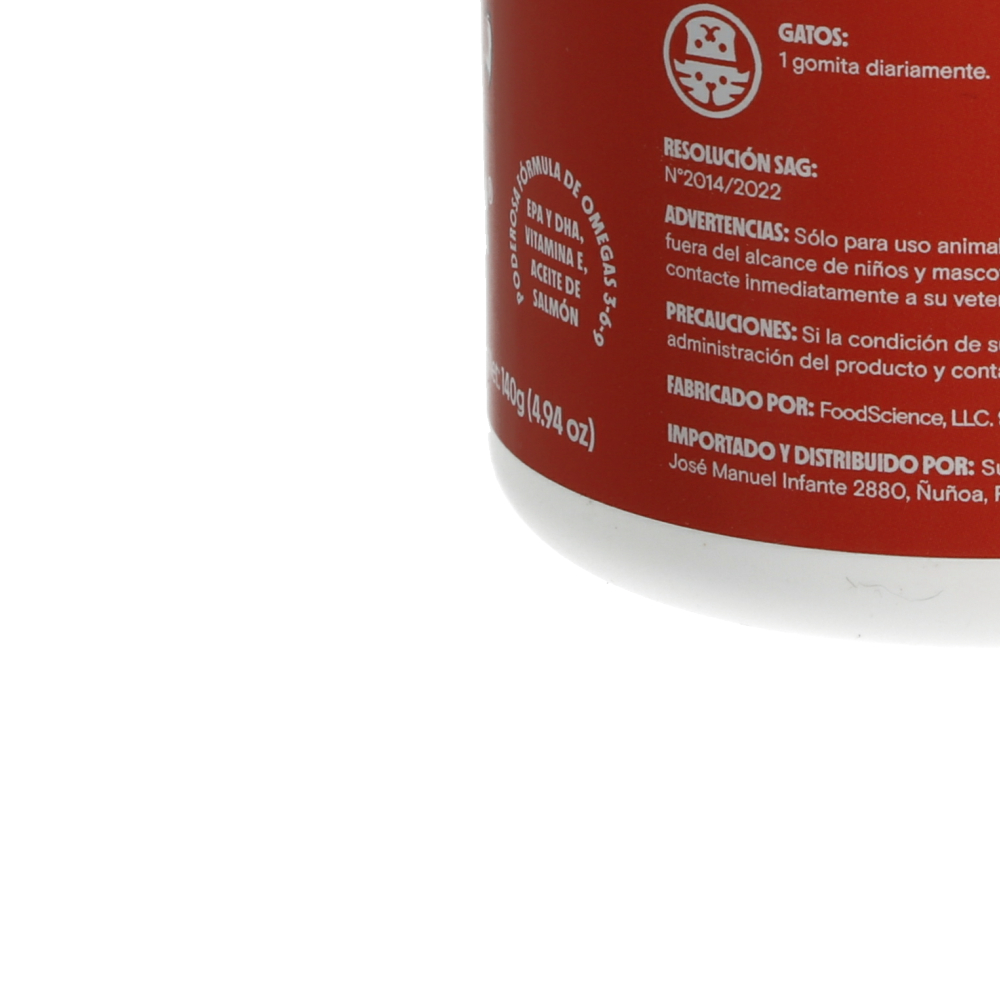 GATOS:
1 gomita diariamente.
RESOLUCIÓN SAG:
N°2014/2022
ADVERTENCIAS: Sólo para uso animal
fuera del alcance de niños y masco
contacte inmediatamente a su vete
PRECAUCIONES: Si la condición de s
administración del producto y cont
FABRICADO POR: FoodScience, LLC.
IMPORTADO Y DISTRIBUIDO POR: Su
José Manuel Infante 2880, Ñuñoa,
PODEROSA FÓRMULA DE OMEGAS 3-6-9
EPA Y DHA,
VITAMINA E,
ACEITE DE
SALMÓN
140g (4.94 oz)